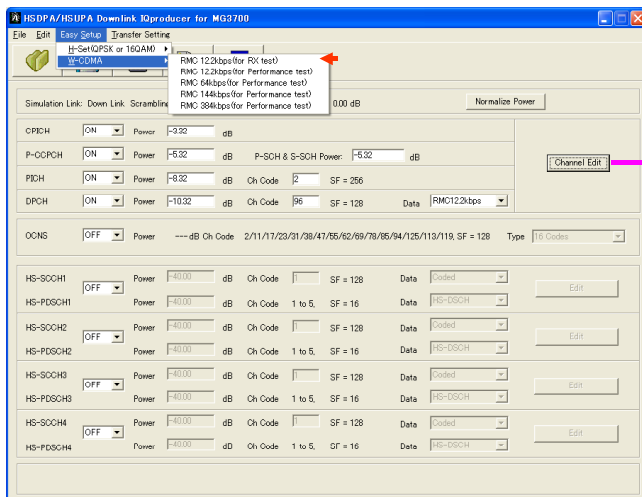 HSDPA/HSUPA Downlink IQproducer for MG3700
File Edit Easy Setup Transfer Setting
H-Set(QPSK or 16QAM)
W-CDMA
RMC 12.2kbps(for RX test)
RMC 12.2kbps(for Performance test)
RMC 64kbps(for Performance test)
RMC 144kbps(for Performance test)
RMC 384kbps(for Performance test)
Simulation Link: Down Link Scrambling 0.00 dB Normalize Power
CPICH ON Power -3.32 dB
P-CCPCH ON Power -5.32 dB P-SCH & S-SCH Power: -5.32 dB
Channel Edit
PICH ON Power -8.32 dB Ch Code 2 SF = 256
DPCH ON Power -10.32 dB Ch Code 96 SF = 128 Data RMC12.2kbps
OCNS OFF Power --- dB Ch Code 2/11/17/23/31/38/47/55/62/69/78/85/94/125/113/119, SF = 128 Type 16 Codes
HS-SCCH1 Power -40.00 dB Ch Code 1 SF = 128 Data Coded
OFF Edit
HS-PDSCH1 Power -40.00 dB Ch Code 1 to 5, SF = 16 Data HS-DSCH
HS-SCCH2 Power -40.00 dB Ch Code 1 SF = 128 Data Coded
OFF Edit
HS-PDSCH2 Power -40.00 dB Ch Code 1 to 5, SF = 16 Data HS-DSCH
HS-SCCH3 Power -40.00 dB Ch Code 1 SF = 128 Data Coded
OFF Edit
HS-PDSCH3 Power -40.00 dB Ch Code 1 to 5, SF = 16 Data HS-DSCH
HS-SCCH4 Power -40.00 dB Ch Code 1 SF = 128 Data Coded
OFF Edit
HS-PDSCH4 Power -40.00 dB Ch Code 1 to 5, SF = 16 Data HS-DSCH